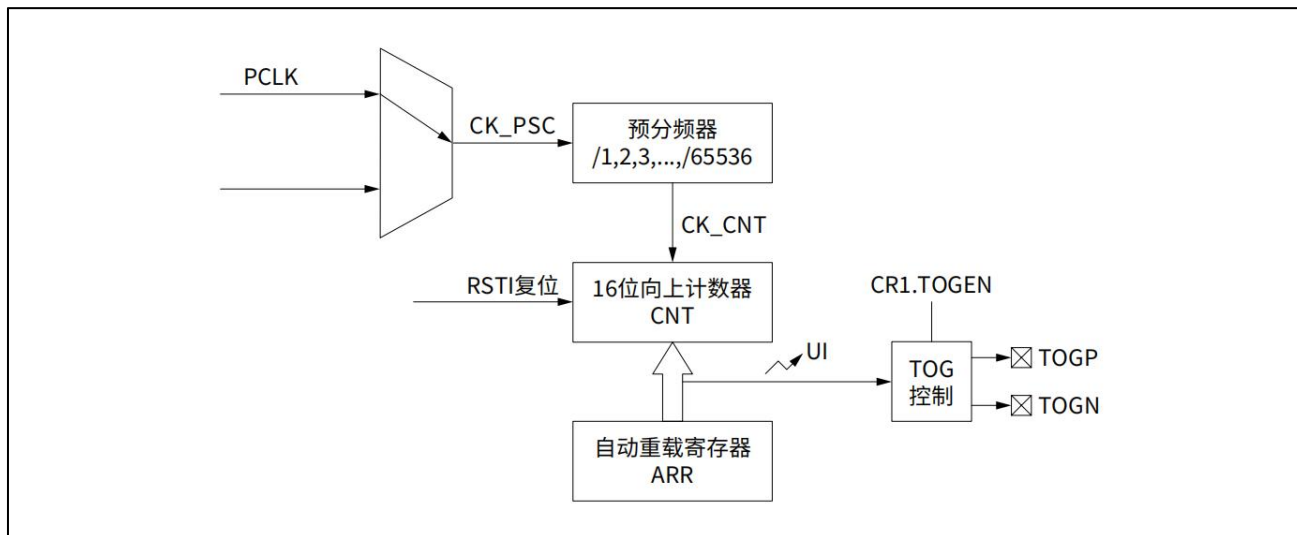 PCLK
CK_PSC
预分频器
/1,2,3,...,/65536
CK_CNT
RSTI复位
16位向上计数器
CNT
CR1.TOGEN
UI
TOG
控制
TOGP
TOGN
自动重载寄存器
ARR